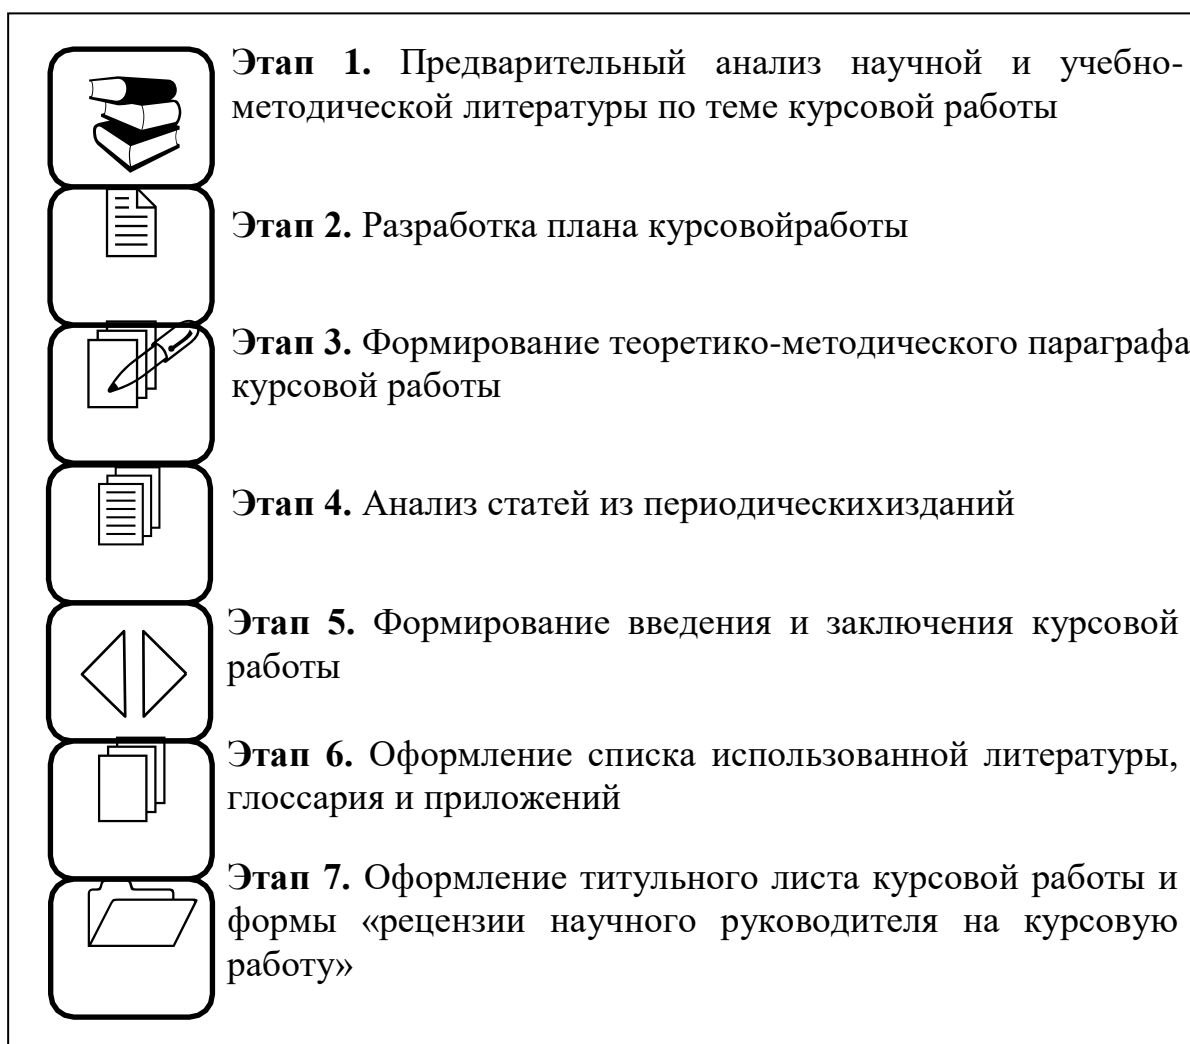 Этап 1. Предварительный анализ научной и учебно-
методической литературы по теме курсовой работы
Этап 2. Разработка плана курсовойработы
Этап 3. Формирование теоретико-методического параграфа
курсовой работы
Этап 4. Анализ статей из периодическихизданий
Этап 5. Формирование введения и заключения курсовой
работы
Этап 6. Оформление списка использованной литературы,
глоссария и приложений
Этап 7. Оформление титульного листа курсовой работы и
формы «рецензии научного руководителя на курсовую
работу»